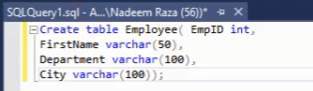 SQLQuery1.sql - A...\Nadeem Raza (56))*
Create table Employee( EmpID int,
FirstName varchar(50),
Department varchar(100),
City varchar(100));